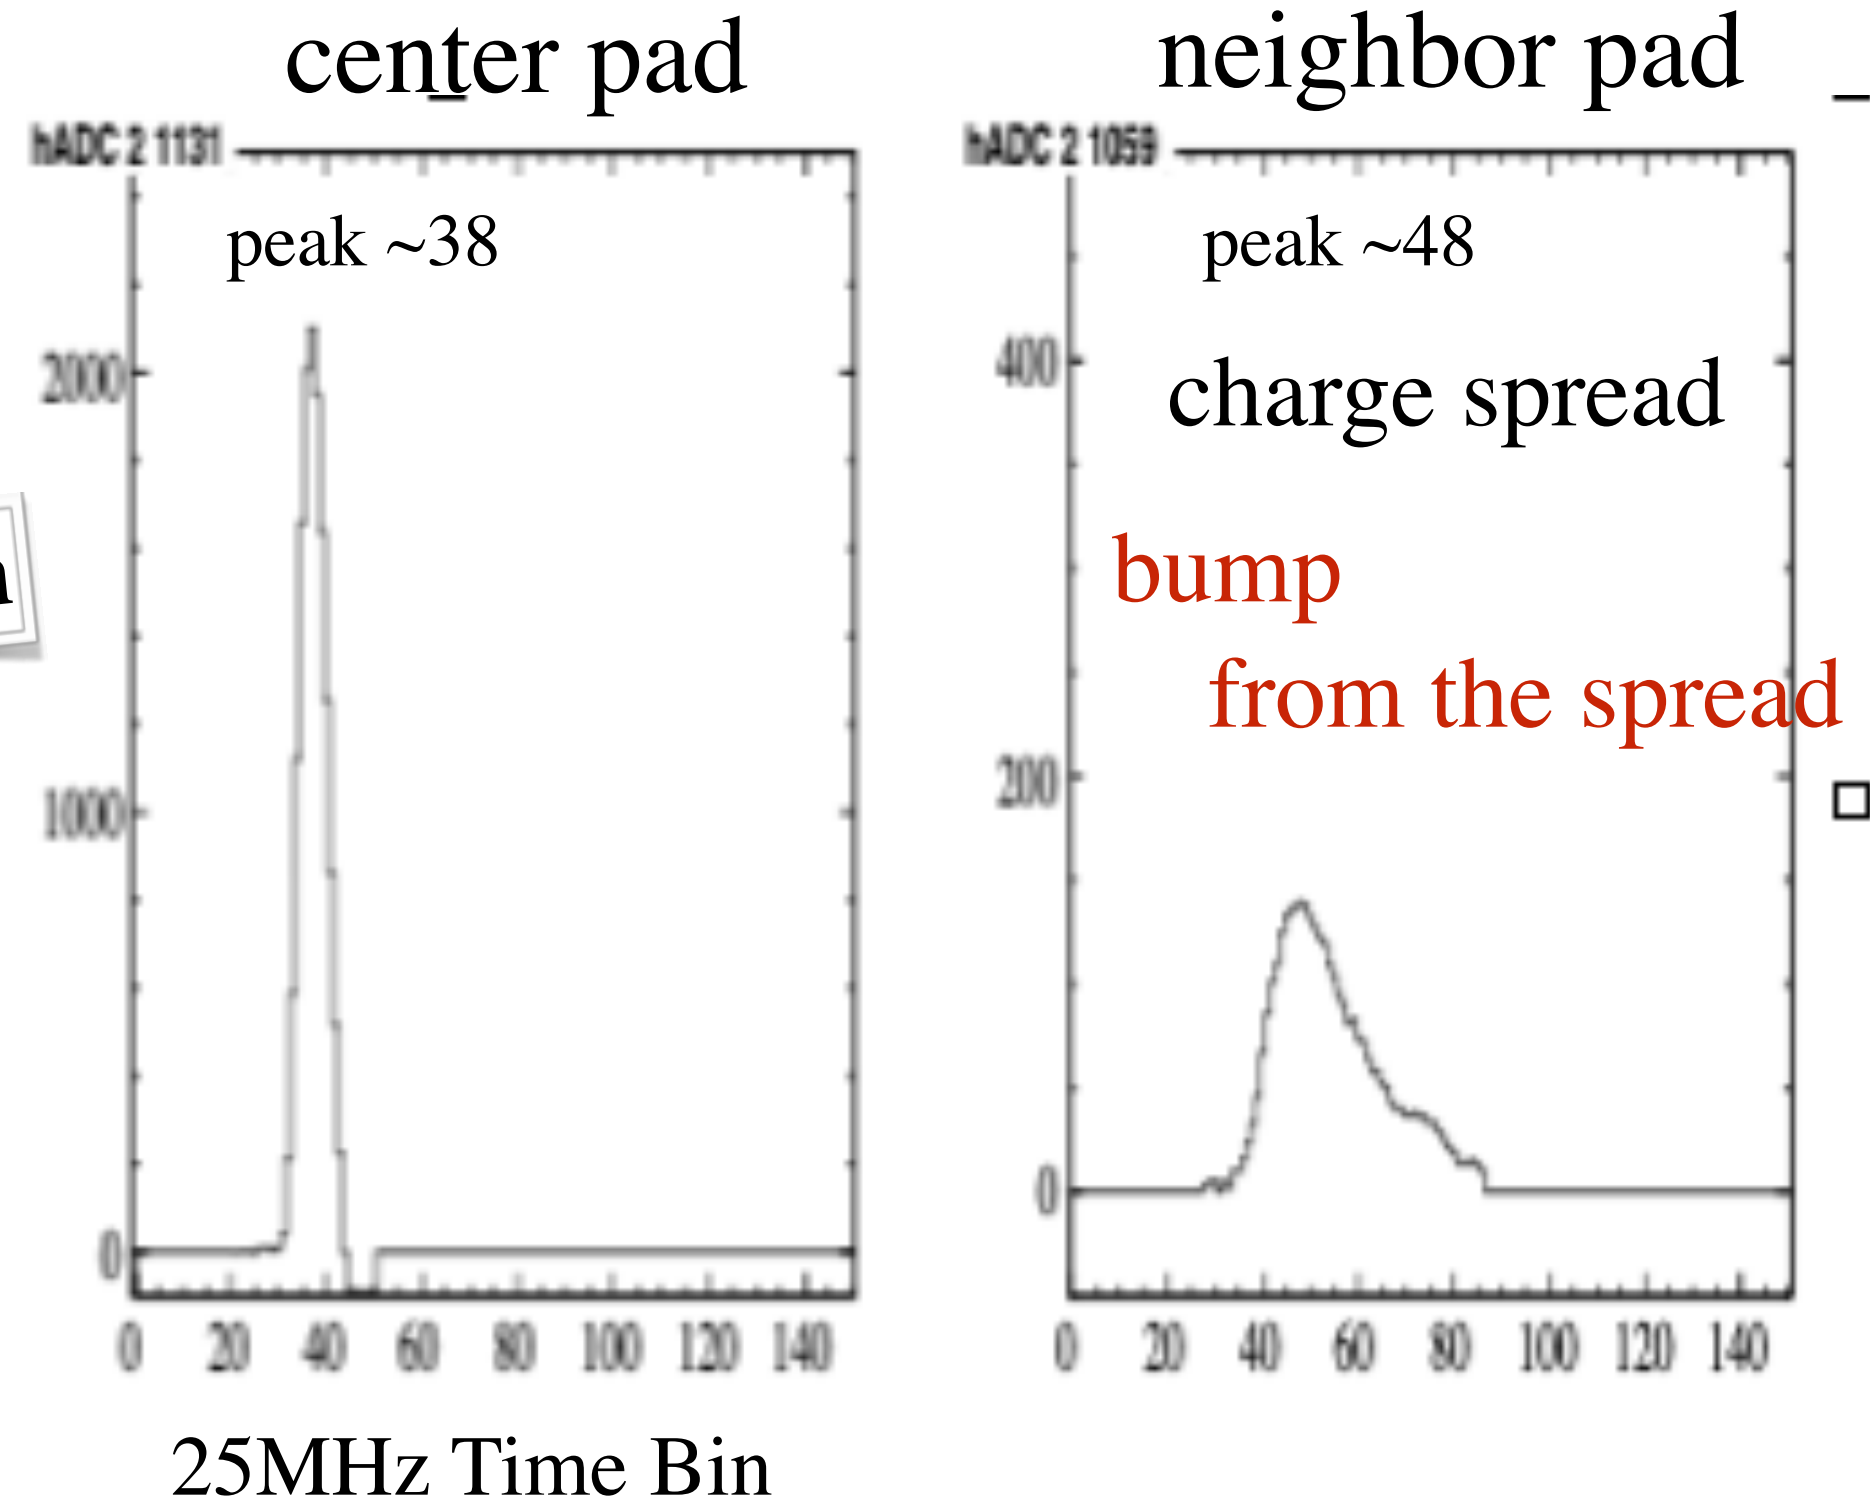 center pad
hADC 2 1131
peak ~38
2000
1000
0
0 20 40 60 80 100 120 140
25MHz Time Bin
neighbor pad
hADC 2 1059
peak ~48
400
charge spread
bump
from the spread
200
0
0 20 40 60 80 100 120 140